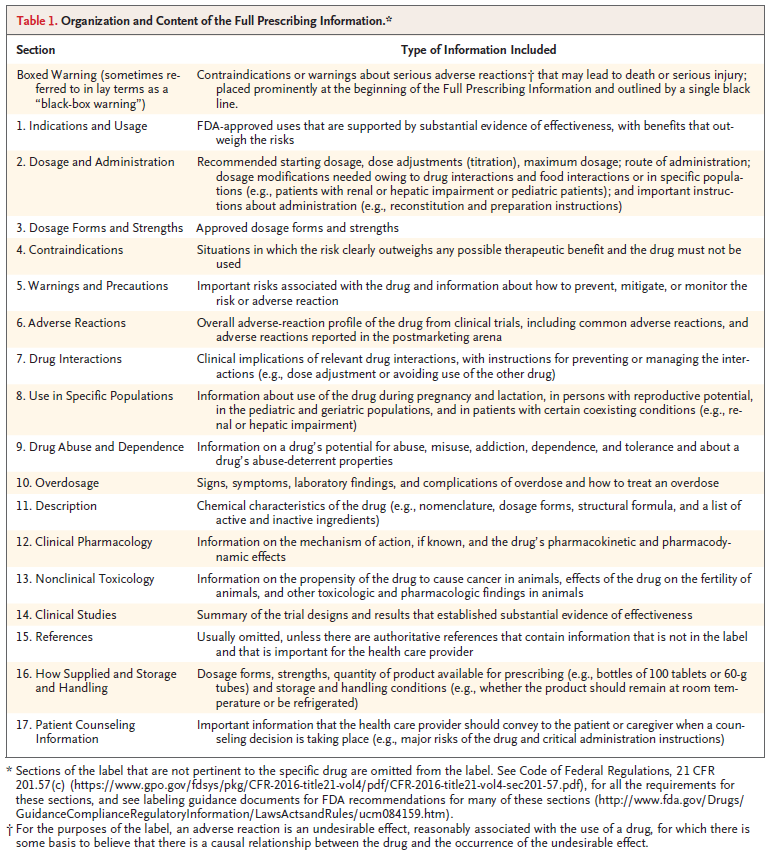 Table 1. Organization and Content of the Full Prescribing Information.*
Section Type of Information Included
Boxed Warning (sometimes re-
ferred to in lay terms as a
“black-box warning”)
Contraindications or warnings about serious adverse reactions† that may lead to death or serious injury;
placed prominently at the beginning of the Full Prescribing Information and outlined by a single black
line.
1. Indications and Usage
FDA-approved uses that are supported by substantial evidence of effectiveness, with benefits that out-
weigh the risks
2. Dosage and Administration
Recommended starting dosage, dose adjustments (titration), maximum dosage; route of administration;
dosage modifications needed owing to drug interactions and food interactions or in specific popula-
tions (e.g., patients with renal or hepatic impairment or pediatric patients); and important instruc-
tions about administration (e.g., reconstitution and preparation instructions)
3. Dosage Forms and Strengths
Approved dosage forms and strengths
4. Contraindications
Situations in which the risk clearly outweighs any possible therapeutic benefit and the drug must not be
used
5. Warnings and Precautions
Important risks associated with the drug and information about how to prevent, mitigate, or monitor the
risk or adverse reaction
6. Adverse Reactions
Overall adverse-reaction profile of the drug from clinical trials, including common adverse reactions, and
adverse reactions reported in the postmarketing arena
7. Drug Interactions
Clinical implications of relevant drug interactions, with instructions for preventing or managing the inter-
actions (e.g., dose adjustment or avoiding use of the other drug)
8. Use in Specific Populations
Information about use of the drug during pregnancy and lactation, in persons with reproductive potential,
in the pediatric and geriatric populations, and in patients with certain coexisting conditions (e.g., re-
nal or hepatic impairment)
9. Drug Abuse and Dependence
Information on a drug’s potential for abuse, misuse, addiction, dependence, and tolerance and about a
drug’s abuse-deterrent properties
10. Overdosage
Signs, symptoms, laboratory findings, and complications of overdose and how to treat an overdose
11. Description
Chemical characteristics of the drug (e.g., nomenclature, dosage forms, structural formula, and a list of
active and inactive ingredients)
12. Clinical Pharmacology
Information on the mechanism of action, if known, and the drug’s pharmacokinetic and pharmacody-
namic effects
13. Nonclinical Toxicology
Information on the propensity of the drug to cause cancer in animals, effects of the drug on the fertility of
animals, and other toxicologic and pharmacologic findings in animals
14. Clinical Studies
Summary of the trial designs and results that established substantial evidence of effectiveness
15. References
Usually omitted, unless there are authoritative references that contain information that is not in the label
and that is important for the health care provider
16. How Supplied and Storage
and Handling
Dosage forms, strengths, quantity of product available for prescribing (e.g., bottles of 100 tablets or 60-g
tubes) and storage and handling conditions (e.g., whether the product should remain at room tem-
perature or be refrigerated)
17. Patient Counseling
Information
Important information that the health care provider should convey to the patient or caregiver when a coun-
seling decision is taking place (e.g., major risks of the drug and critical administration instructions)
* Sections of the label that are not pertinent to the specific drug are omitted from the label. See Code of Federal Regulations, 21 CFR
201.57(c) (https://www.gpo.gov/fdsys/pkg/CFR-2016-title21-vol4/pdf/CFR-2016-title21-vol4-sec201-57.pdf), for all the requirements for
these sections, and see labeling guidance documents for FDA recommendations for many of these sections (http://www.fda.gov/Drugs/
GuidanceComplianceRegulatoryInformation/LawsActsandRules/ucm084159.htm).
† For the purposes of the label, an adverse reaction is an undesirable effect, reasonably associated with the use of a drug, for which there is
some basis to believe that there is a causal relationship between the drug and the occurrence of the undesirable effect.